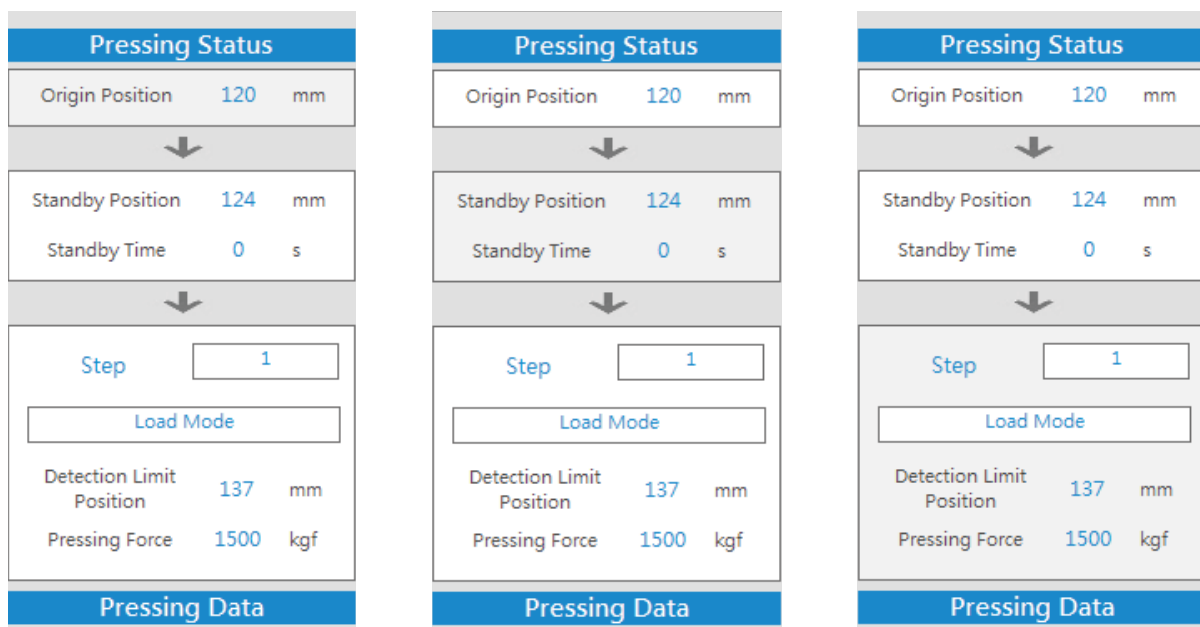 Pressing Status
Origin Position 120 mm
Standby Position 124 mm
Standby Time 0 s
Step 1
Load Mode
Detection Limit
Position 137 mm
Pressing Force 1500 kgf
Pressing Data
Pressing Status
Origin Position 120 mm
Standby Position 124 mm
Standby Time 0 s
Step 1
Load Mode
Detection Limit
Position 137 mm
Pressing Force 1500 kgf
Pressing Data
Pressing Status
Origin Position 120 mm
Standby Position 124 mm
Standby Time 0 s
Step 1
Load Mode
Detection Limit
Position 137 mm
Pressing Force 1500 kgf
Pressing Data